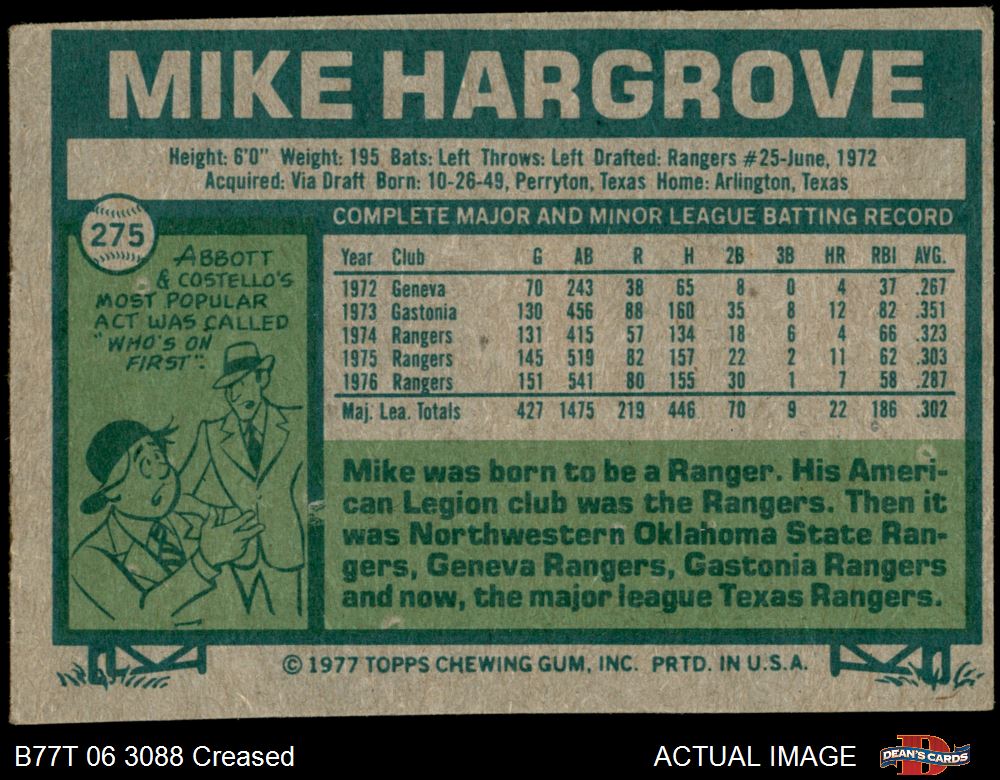 MIKE HARGROVE
Height: 6'0" Weight: 195 Bats: Left Throws: Left Drafted: Rangers #25-June, 1972
Acquired: Via Draft Born: 10-26-49, Perryton, Texas Home: Arlington, Texas
275
ABBOTT
& COSTELLO'S
MOST POPULAR
ACT WAS CALLED
"WHO'S ON
FIRST".
COMPLETE MAJOR AND MINOR LEAGUE BATTING RECORD
Year Club G AB R H 2B 3B HR RBI AVG.
1972 Geneva 70 243 38 65 8 0 4 37 .267
1973 Gastonia 130 456 88 160 35 8 12 82 .351
1974 Rangers 131 415 57 134 18 6 4 66 .323
1975 Rangers 145 519 82 157 22 2 11 62 .303
1976 Rangers 151 541 80 155 30 1 7 58 .287
Maj. Lea. Totals 427 1475 219 446 70 9 22 186 .302
Mike was born to be a Ranger. His Ameri-
can Legion club was the Rangers. Then it
was Northwestern Oklahoma State Ran-
gers, Geneva Rangers, Gastonia Rangers
and now, the major league Texas Rangers.
© 1977 TOPPS CHEWING GUM, INC. PRTD. IN U.S.A.
B77T 06 3088 Creased
ACTUAL IMAGE
DEAN'S CARDS